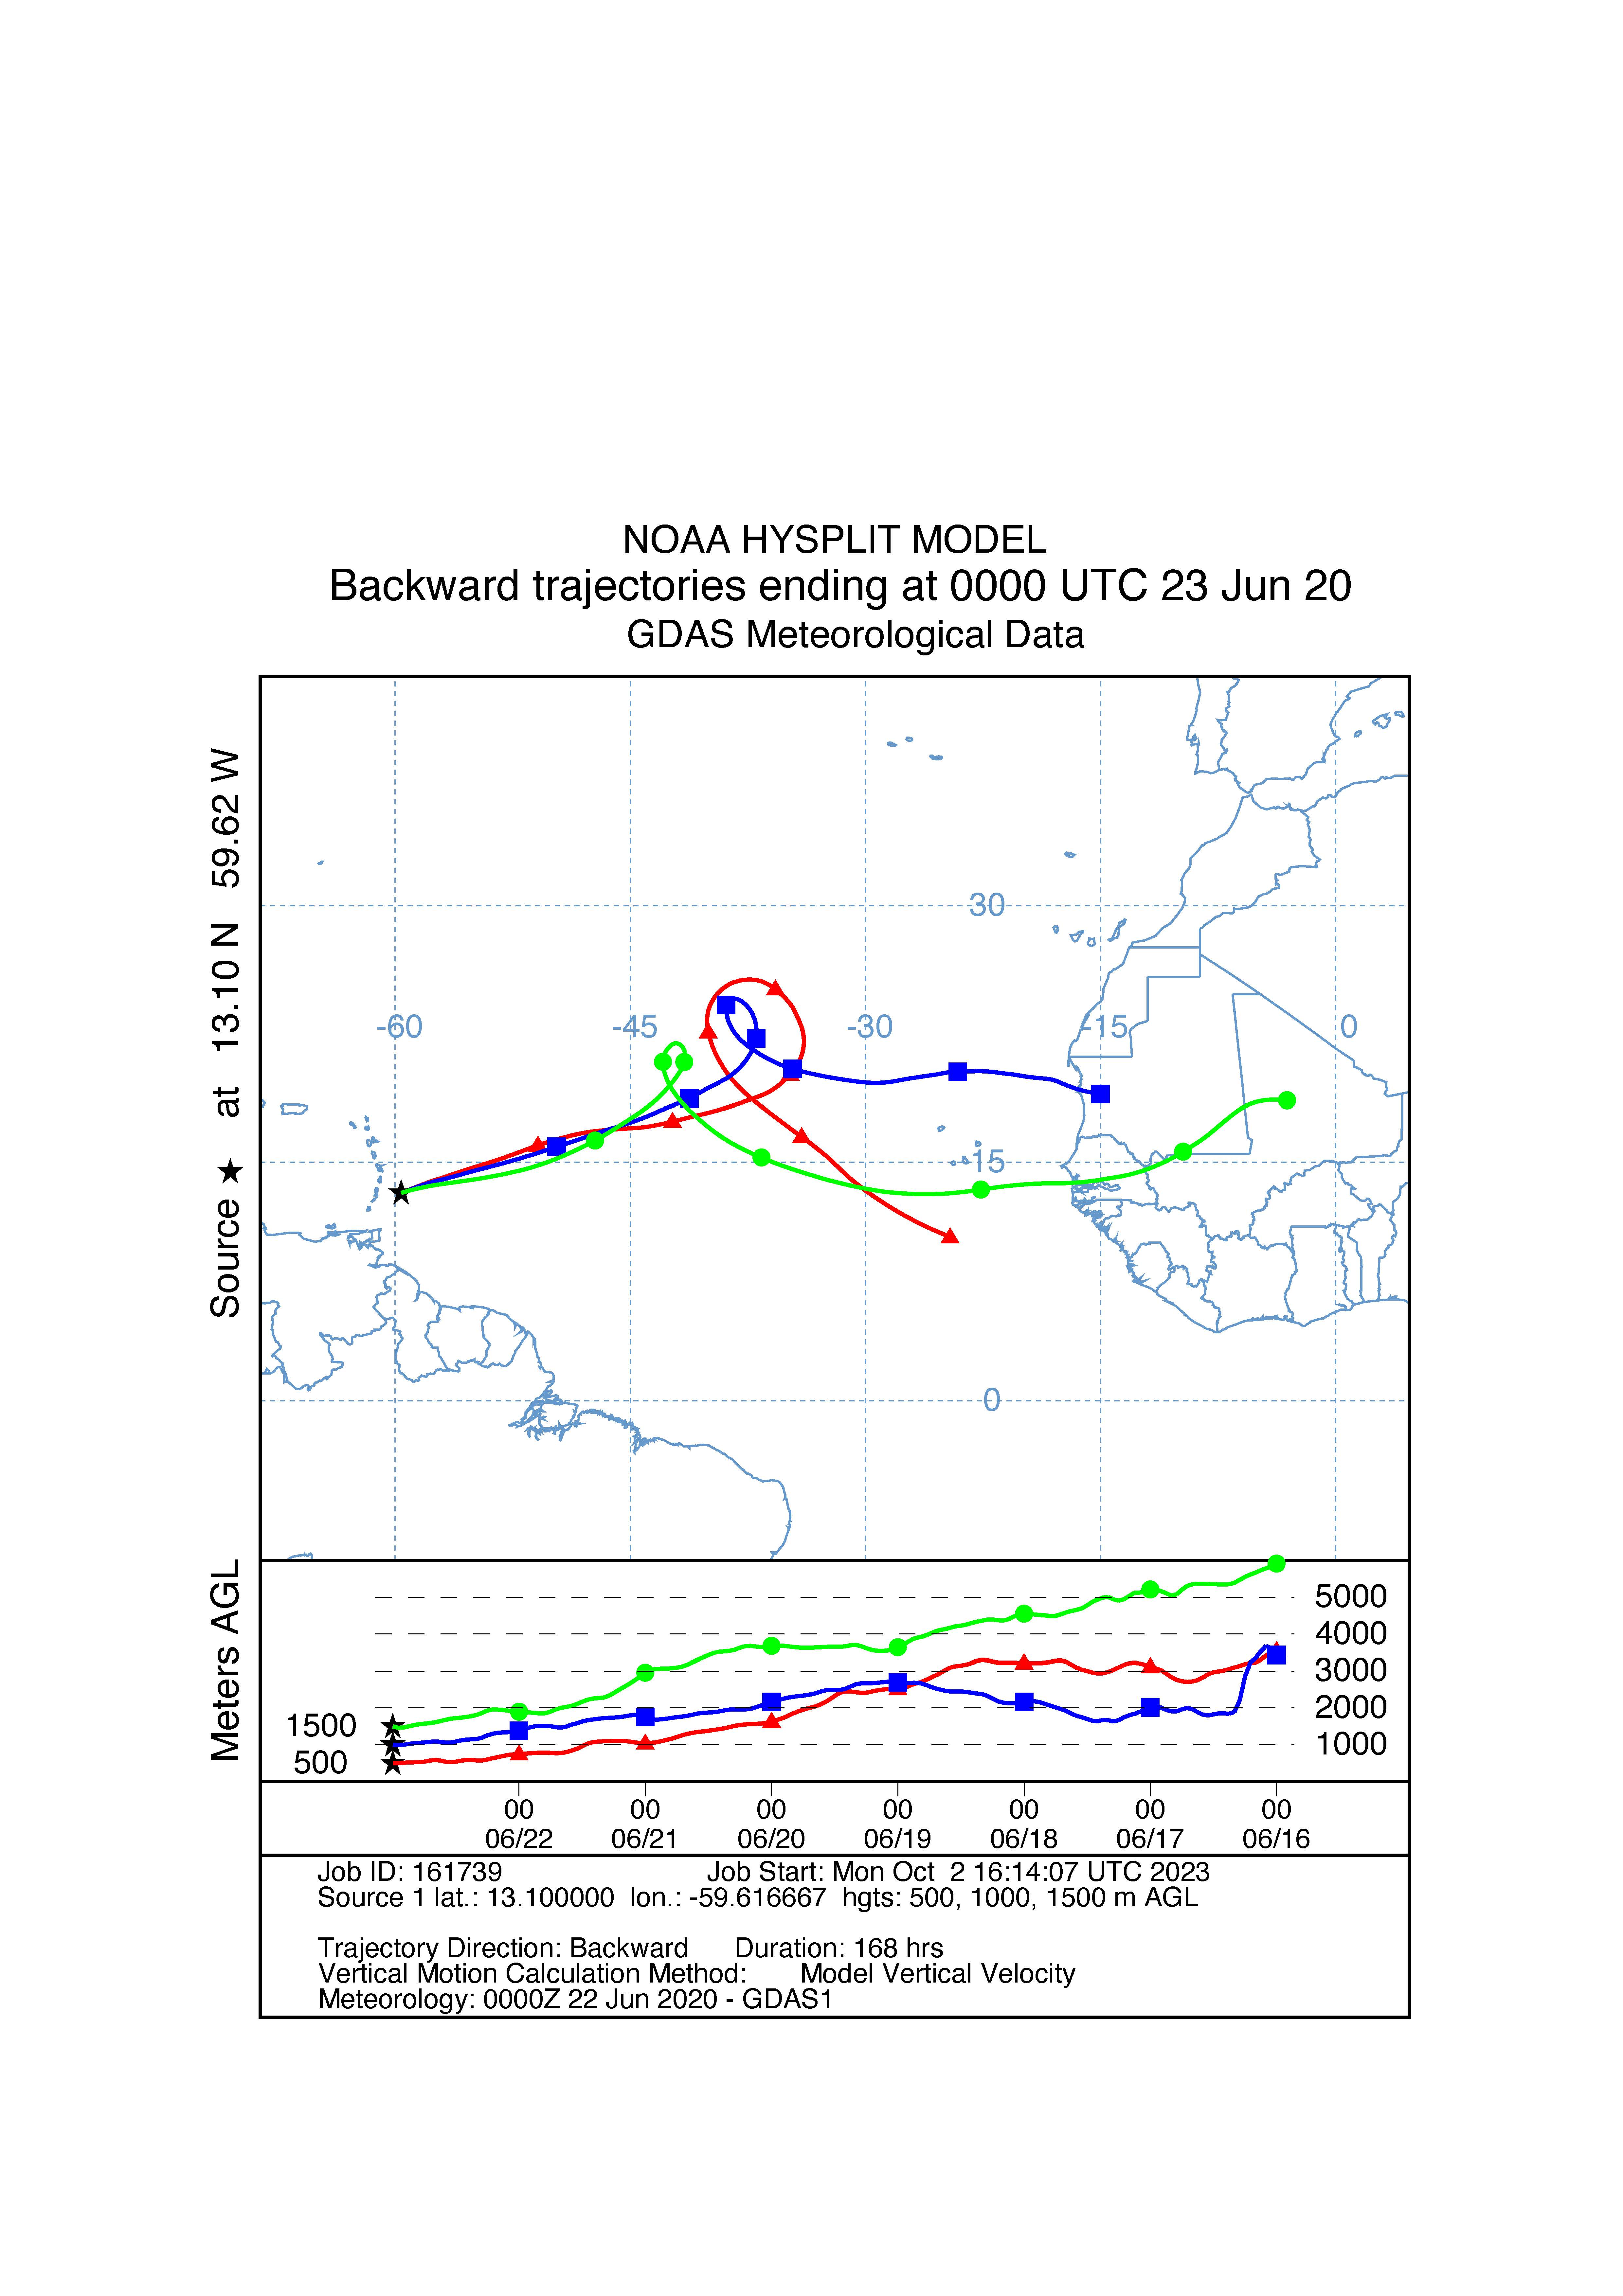 NOAA HYSPLIT MODEL
Backward trajectories ending at 0000 UTC 23 Jun 20
GDAS Meteorological Data
Source ★ at 13.10 N 59.62 W
30
-60 -45 -30 -15 0
15
0
Meters AGL
5000
4000
3000
2000
1000
1500
500
00 00 00 00 00 00 00
06/22 06/21 06/20 06/19 06/18 06/17 06/16
Job ID: 161739 Job Start: Mon Oct 2 16:14:07 UTC 2023
Source 1 lat.: 13.100000 lon.: -59.616667 hgts: 500, 1000, 1500 m AGL
Trajectory Direction: Backward Duration: 168 hrs
Vertical Motion Calculation Method: Model Vertical Velocity
Meteorology: 0000Z 22 Jun 2020 - GDAS1